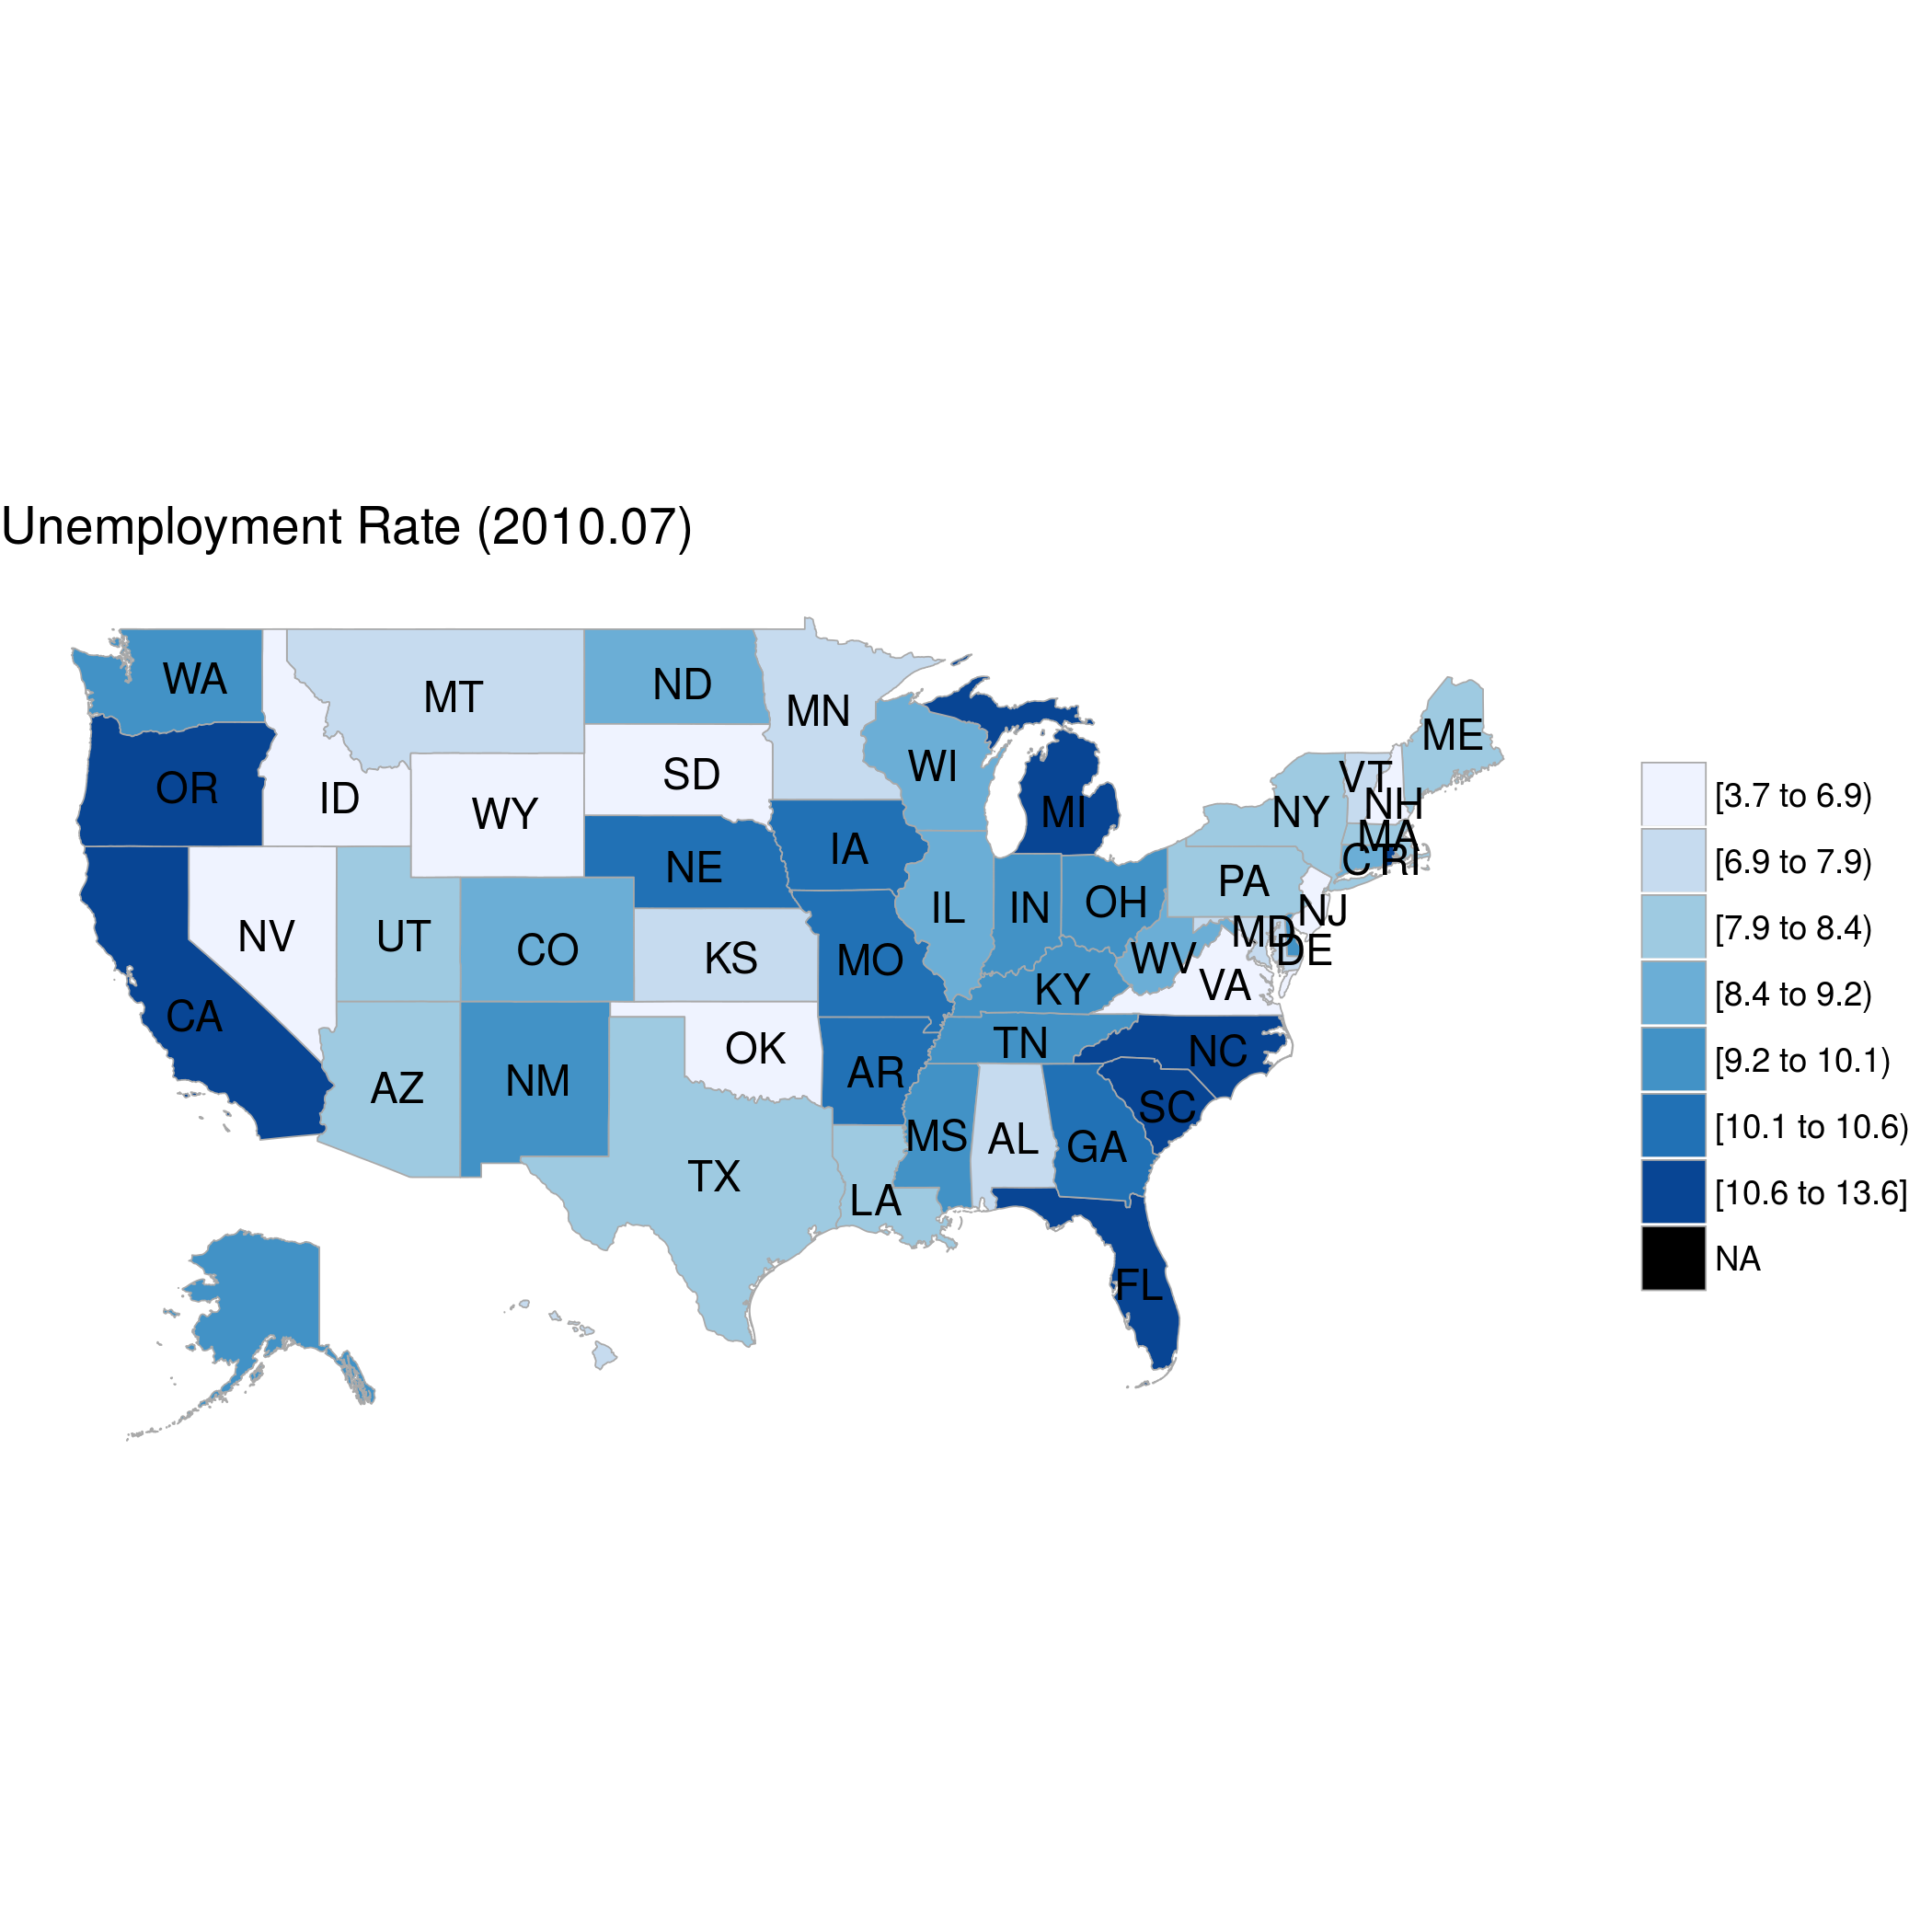 Unemployment Rate (2010.07)
WA
MT
ND
MN
ME
OR
ID
WY
SD
WI
MI
VT
NH
NY
MA
CT
RI
IA
NE
PA
NV
UT
CO
KS
MO
IL
IN
OH
WV
MD
NJ
DE
VA
KY
CA
AZ
NM
OK
AR
TN
NC
SC
TX
LA
MS
AL
GA
FL
[3.7 to 6.9)
[6.9 to 7.9)
[7.9 to 8.4)
[8.4 to 9.2)
[9.2 to 10.1)
[10.1 to 10.6)
[10.6 to 13.6]
NA